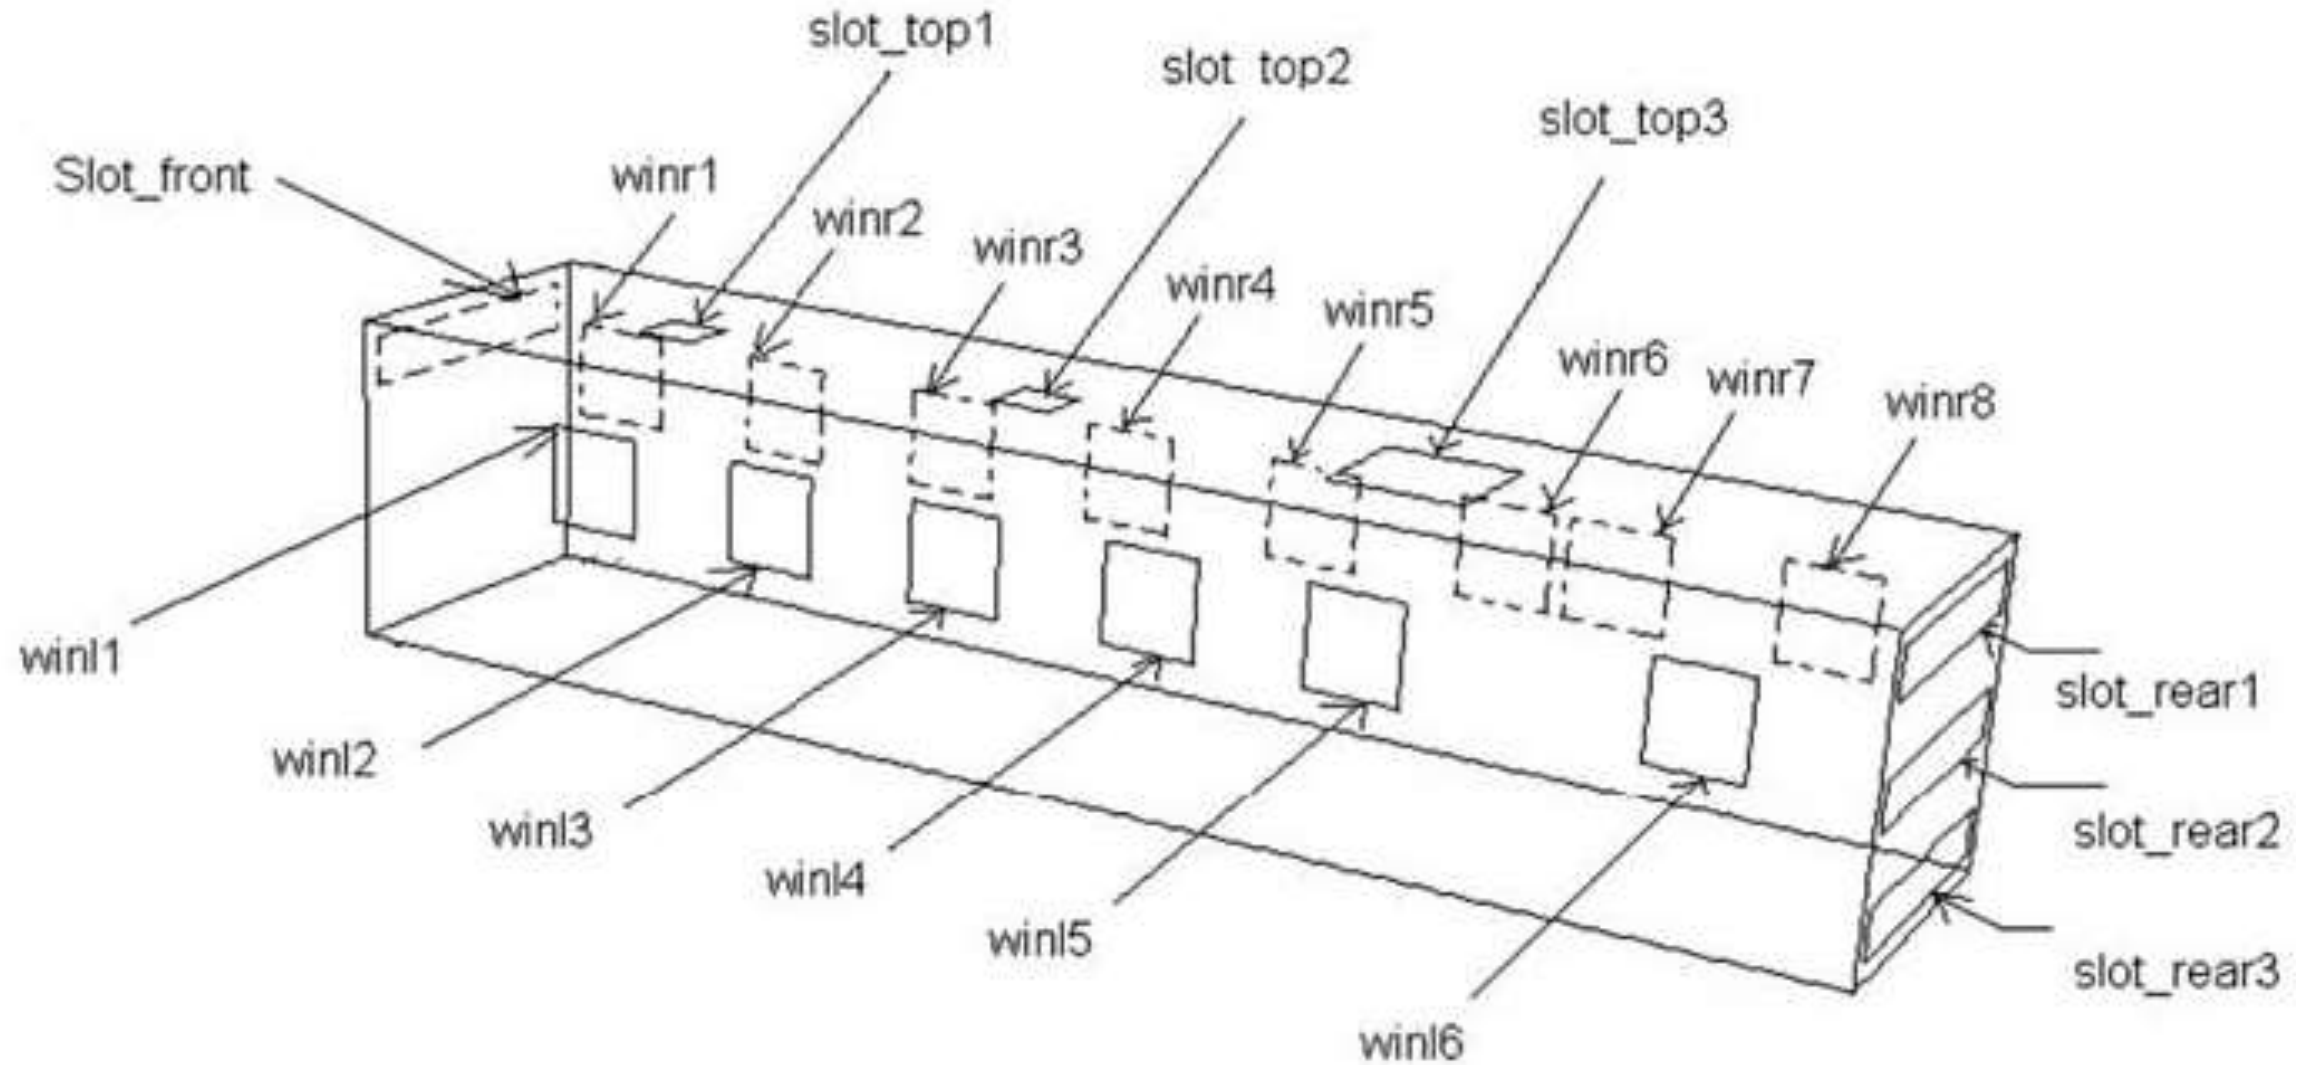 slot_top1
slot top2
slot_top3
Slot_front
winr1
winr2
winr3
winr4
winr5
winr6
winr7
winr8
winl1
winl2
winl3
winl4
winl5
winl6
slot_rear1
slot_rear2
slot_rear3